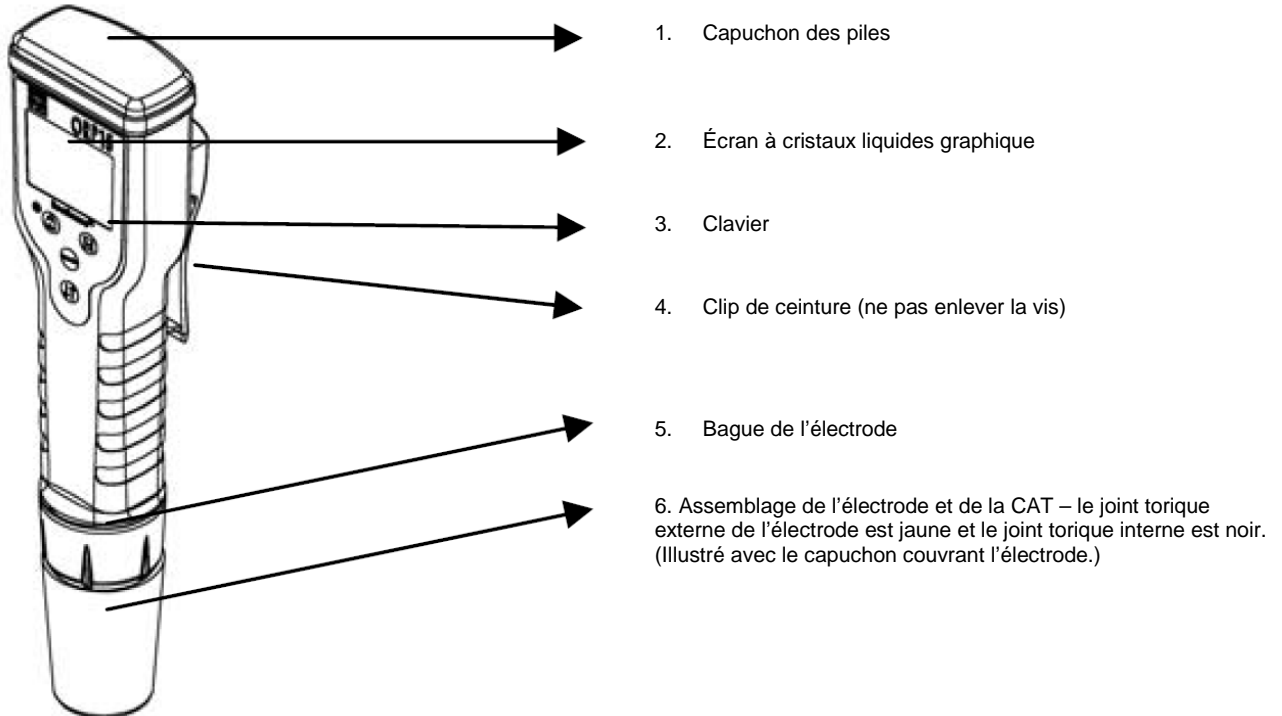 1. Capuchon des piles
ORP15
2. Écran à cristaux liquides graphique
3. Clavier
4. Clip de ceinture (ne pas enlever la vis)
5. Bague de l’électrode
6. Assemblage de l’électrode et de la CAT – le joint torique
externe de l’électrode est jaune et le joint torique interne est noir.
(Illustré avec le capuchon couvrant l’électrode.)